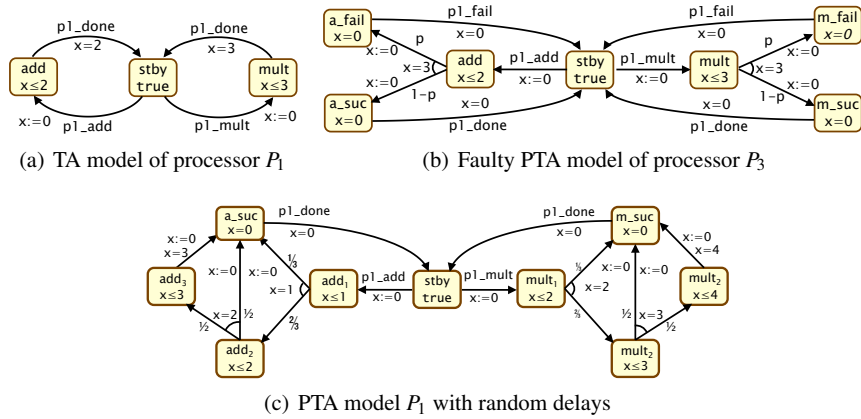 p1_done
x=2
p1_done
x=3
add
x≤2
stby
true
mult
x≤3
x:=0
p1_add
p1_mult
x:=0
(a) TA model of processor P1
a_fail
x=0
p1_fail
x=0
p1_fail
x=0
m_fail
x=0
x:=0
p
x=3
x:=0
1-p
add
x≤2
p1_add
x:=0
stby
true
p1_mult
x:=0
mult
x≤3
p
x:=0
x=3
x:=0
1-p
a_suc
x=0
x=0
p1_done
x=0
p1_done
m_suc
x=0
(b) Faulty PTA model of processor P3
a_suc
x=0
p1_done
x=0
p1_done
x=0
m_suc
x=0
x:=0
x=3
x:=0
x:=0
⅓
x=1
⅔
add₃
x≤3
add₁
x≤1
p1_add
x:=0
stby
true
p1_mult
x:=0
mult₁
x≤2
⅓
x=2
⅔
x:=0
x:=0
x:=0
x=4
mult₂
x≤4
x=2
½
½
add₂
x≤2
x=3
½
½
mult₂
x≤3
(c) PTA model P1 with random delays